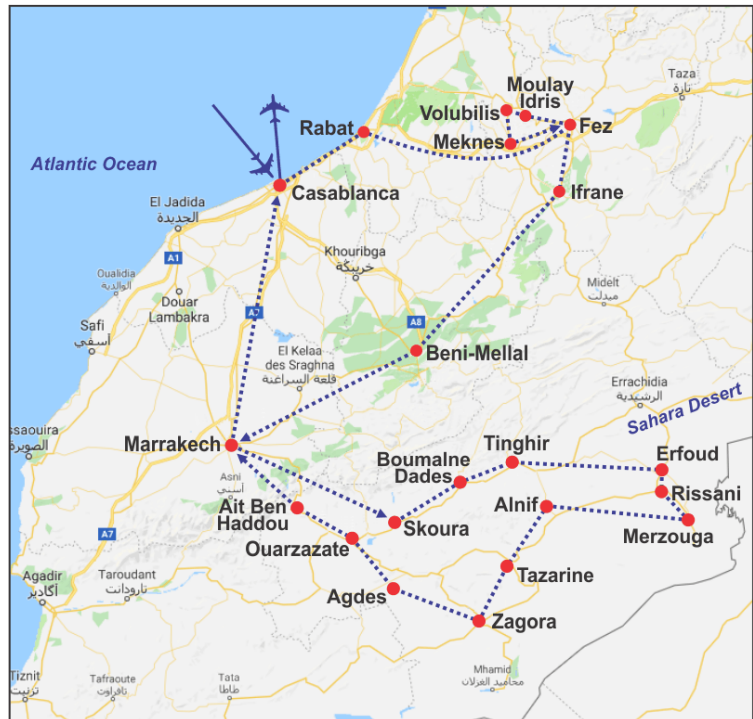 Taza
تازة
Moulay
Idris
Volubilis
Fez
Rabat
Meknes
Atlantic Ocean
Casablanca
Ifrane
El Jadida
الجديدة
Khouribga
خريبكة
A1
Oualidia
الوالدية
Midelt
ميدلت
Douar
Lambakra
A7
A8
Safi
آسفي
El Kelaa
des Sraghna
قلعة السراغنة
Beni-Mellal
Errachidia
الرشيدية
Sahara Desert
ssaouira
الصويرة
Marrakech
Tinghir
Boumalne
Dades
Erfoud
Asni
أسني
Rissani
Ait Ben
Haddou
Alnif
Skoura
Merzouga
A7
Ouarzazate
Agadir
أكادير
Taroudant
تارودانت
Tazarine
Agdes
Zagora
Tiznit
تزنيت
Tafraoute
تافراوت
Tata
طاطا
Mhamid
محاميد الغزلان